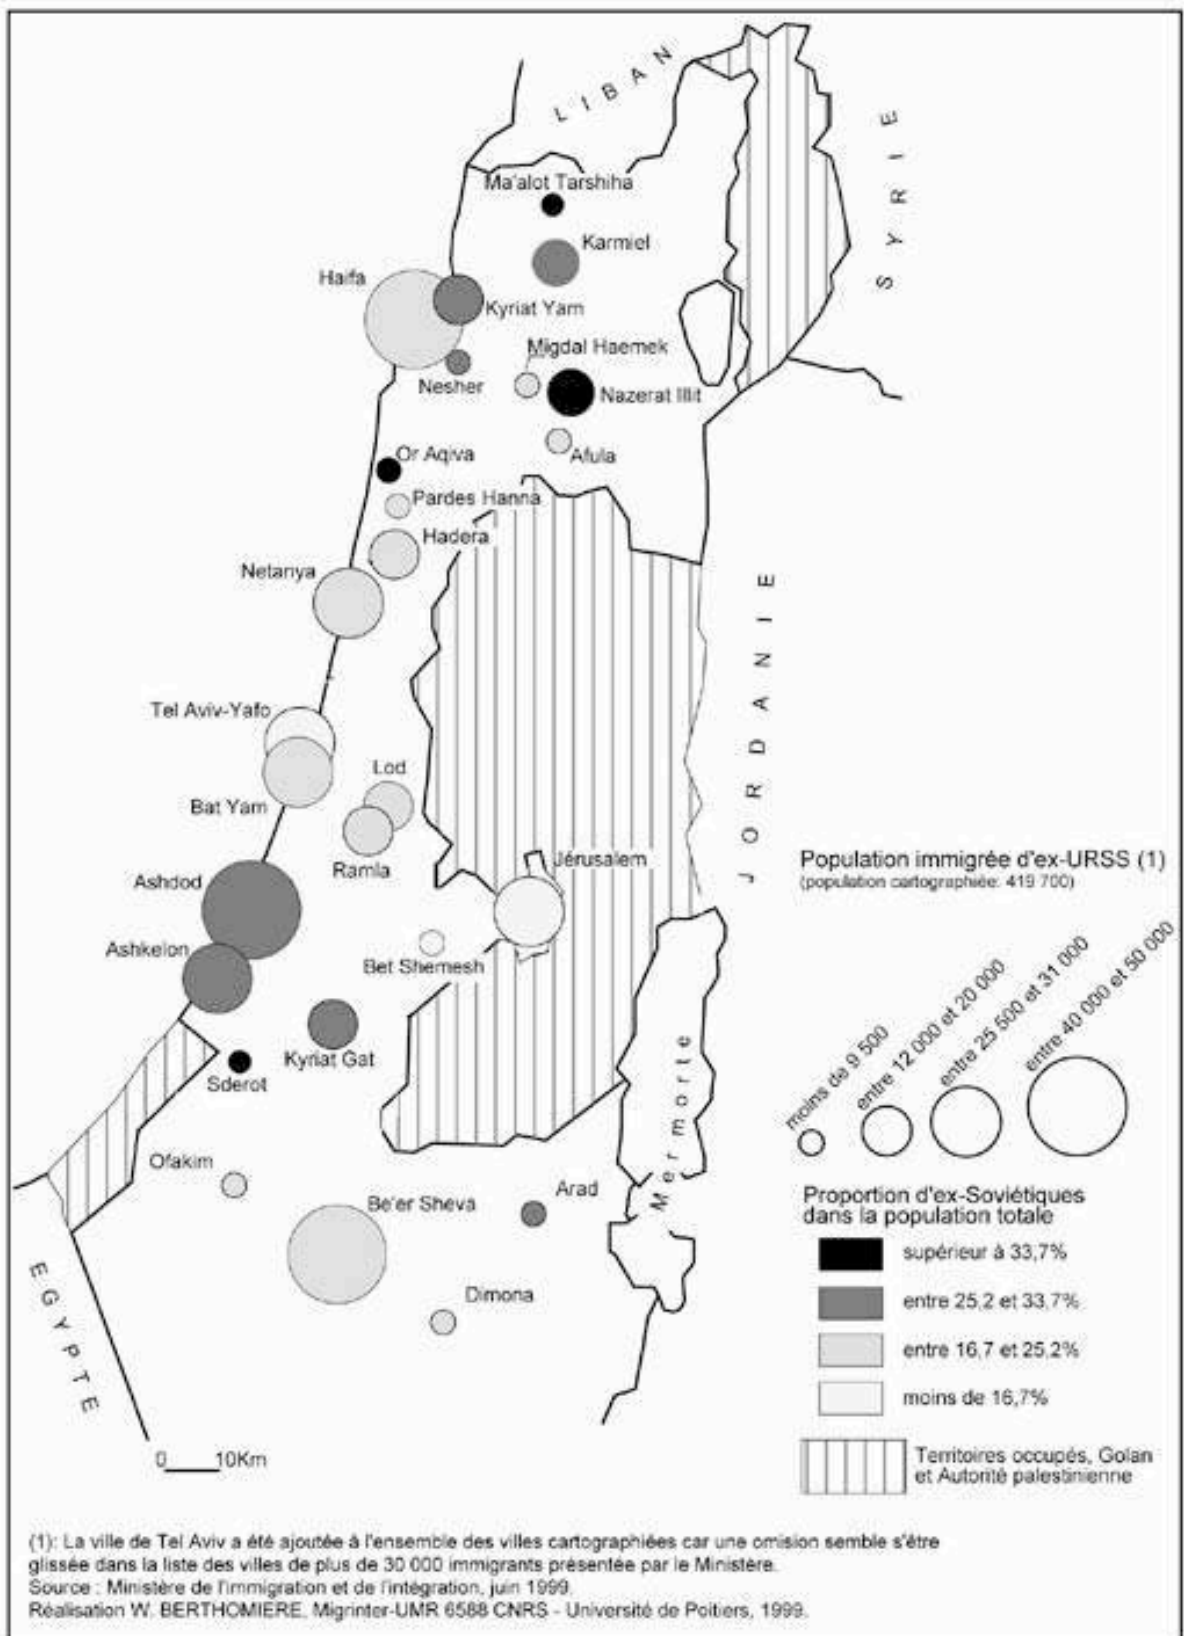 LIBAN
SYRIE
Ma'alot Tarshiha
Karmiel
Haifa
Kyriat Yam
Migdal Haemek
Nesher
Nazerat Illit
Or Aqiva
Afula
Pardes Hanna
Hadera
Netanya
JORDANIE
Tel Aviv-Yafo
Lod
Bat Yam
Ramla
Jérusalem
Ashdod
Ashkelon
Bet Shemesh
Kyriat Gat
Sderot
Mer morte
Ofakim
Be'er Sheva
Arad
Dimona
EGYPTE
0 10Km
Population immigrée d'ex-URSS (1)
(population cartographiée: 419 700)
moins de 9 500
entre 12 000 et 20 000
entre 25 500 et 31 000
entre 40 000 et 50 000
Proportion d'ex-Soviétiques
dans la population totale
supérieur à 33,7%
entre 25,2 et 33,7%
entre 16,7 et 25,2%
moins de 16,7%
Territoires occupés, Golan
et Autorité palestinienne
(1): La ville de Tel Aviv a été ajoutée à l'ensemble des villes cartographiées car une omision semble s'être
glissée dans la liste des villes de plus de 30 000 immigrants présentée par le Ministère.
Source : Ministère de l'immigration et de l'intégration, juin 1999.
Réalisation W. BERTHOMIERE, Migrinter-UMR 6588 CNRS - Université de Poitiers, 1999.